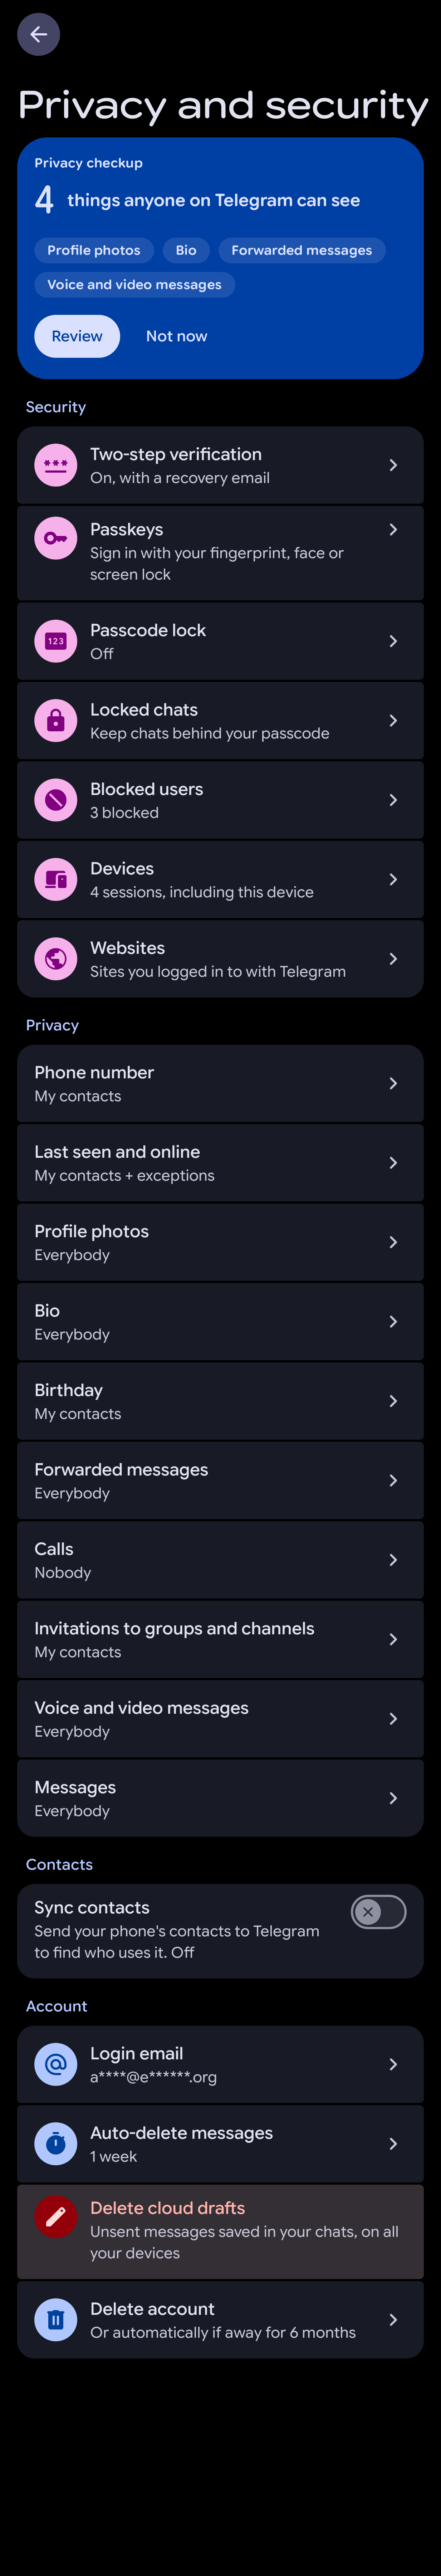 Privacy and security
Privacy checkup
4 things anyone on Telegram can see
Profile photos Bio Forwarded messages
Voice and video messages
Review Not now
Security
Two-step verification
On, with a recovery email
Passkeys
Sign in with your fingerprint, face or
screen lock
123
Passcode lock
Off
Locked chats
Keep chats behind your passcode
Blocked users
3 blocked
Devices
4 sessions, including this device
Websites
Sites you logged in to with Telegram
Privacy
Phone number
My contacts
Last seen and online
My contacts + exceptions
Profile photos
Everybody
Bio
Everybody
Birthday
My contacts
Forwarded messages
Everybody
Calls
Nobody
Invitations to groups and channels
My contacts
Voice and video messages
Everybody
Messages
Everybody
Contacts
Sync contacts
Send your phone's contacts to Telegram
to find who uses it. Off
Account
Login email
a****@e******.org
Auto-delete messages
1 week
Delete cloud drafts
Unsent messages saved in your chats, on all
your devices
Delete account
Or automatically if away for 6 months